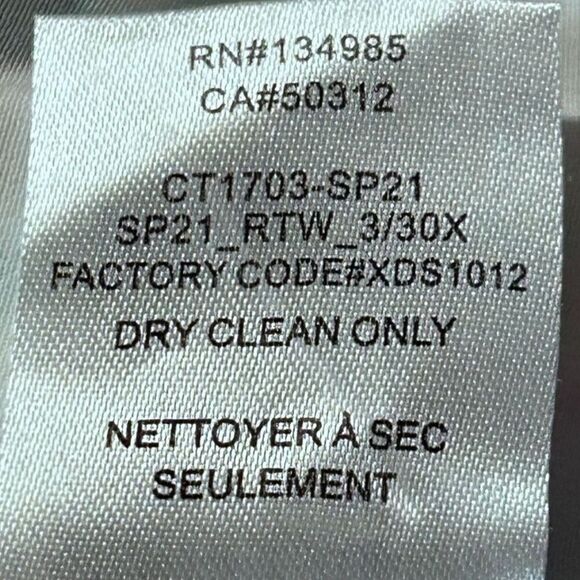 RN#134985
CA#50312
CT1703-SP21
SP21_RTW_3/30X
FACTORY CODE#XDS1012
DRY CLEAN ONLY
NETTOYER À SEC
SEULEMENT